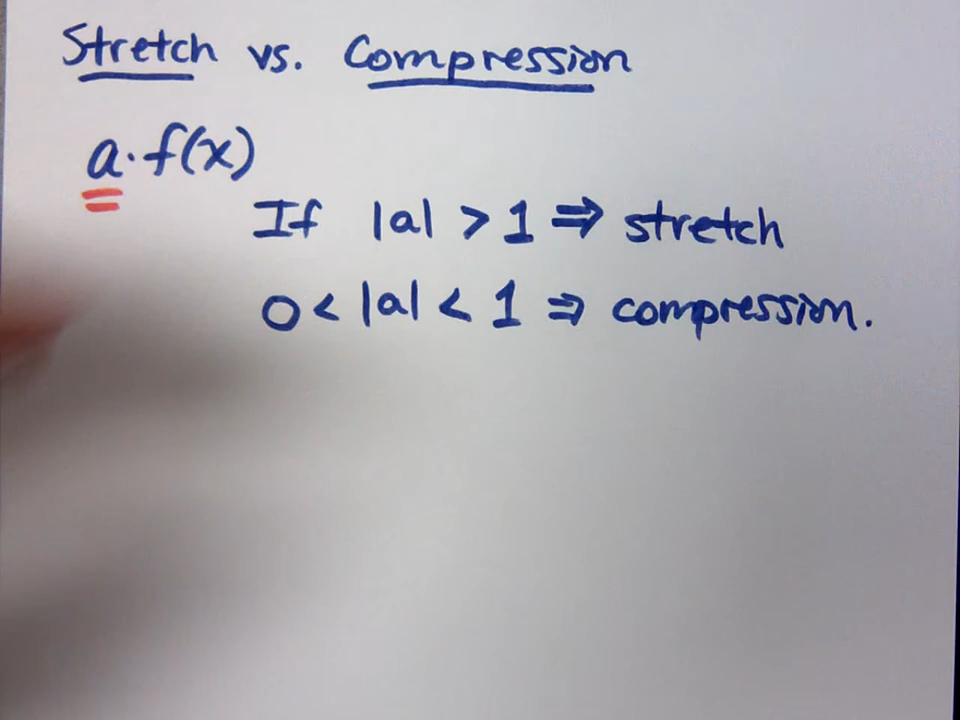 Stretch vs. Compression
a·f(x)
If |a| > 1 ⇒ stretch
0 < |a| < 1 ⇒ compression.